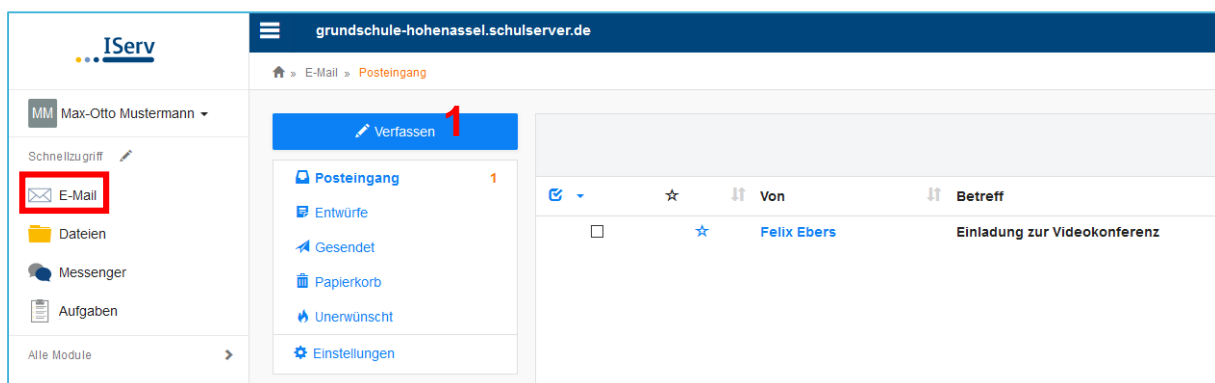 IServ
grundschule-hohenassel.schulserver.de
» E-Mail » Posteingang
MM Max-Otto Mustermann
Schnellzugriff
E-Mail
Dateien
Messenger
Aufgaben
Alle Module
Verfassen 1
Posteingang 1
Entwürfe
Gesendet
Papierkorb
Unerwünscht
Einstellungen
Von Betreff
Felix Ebers Einladung zur Videokonferenz